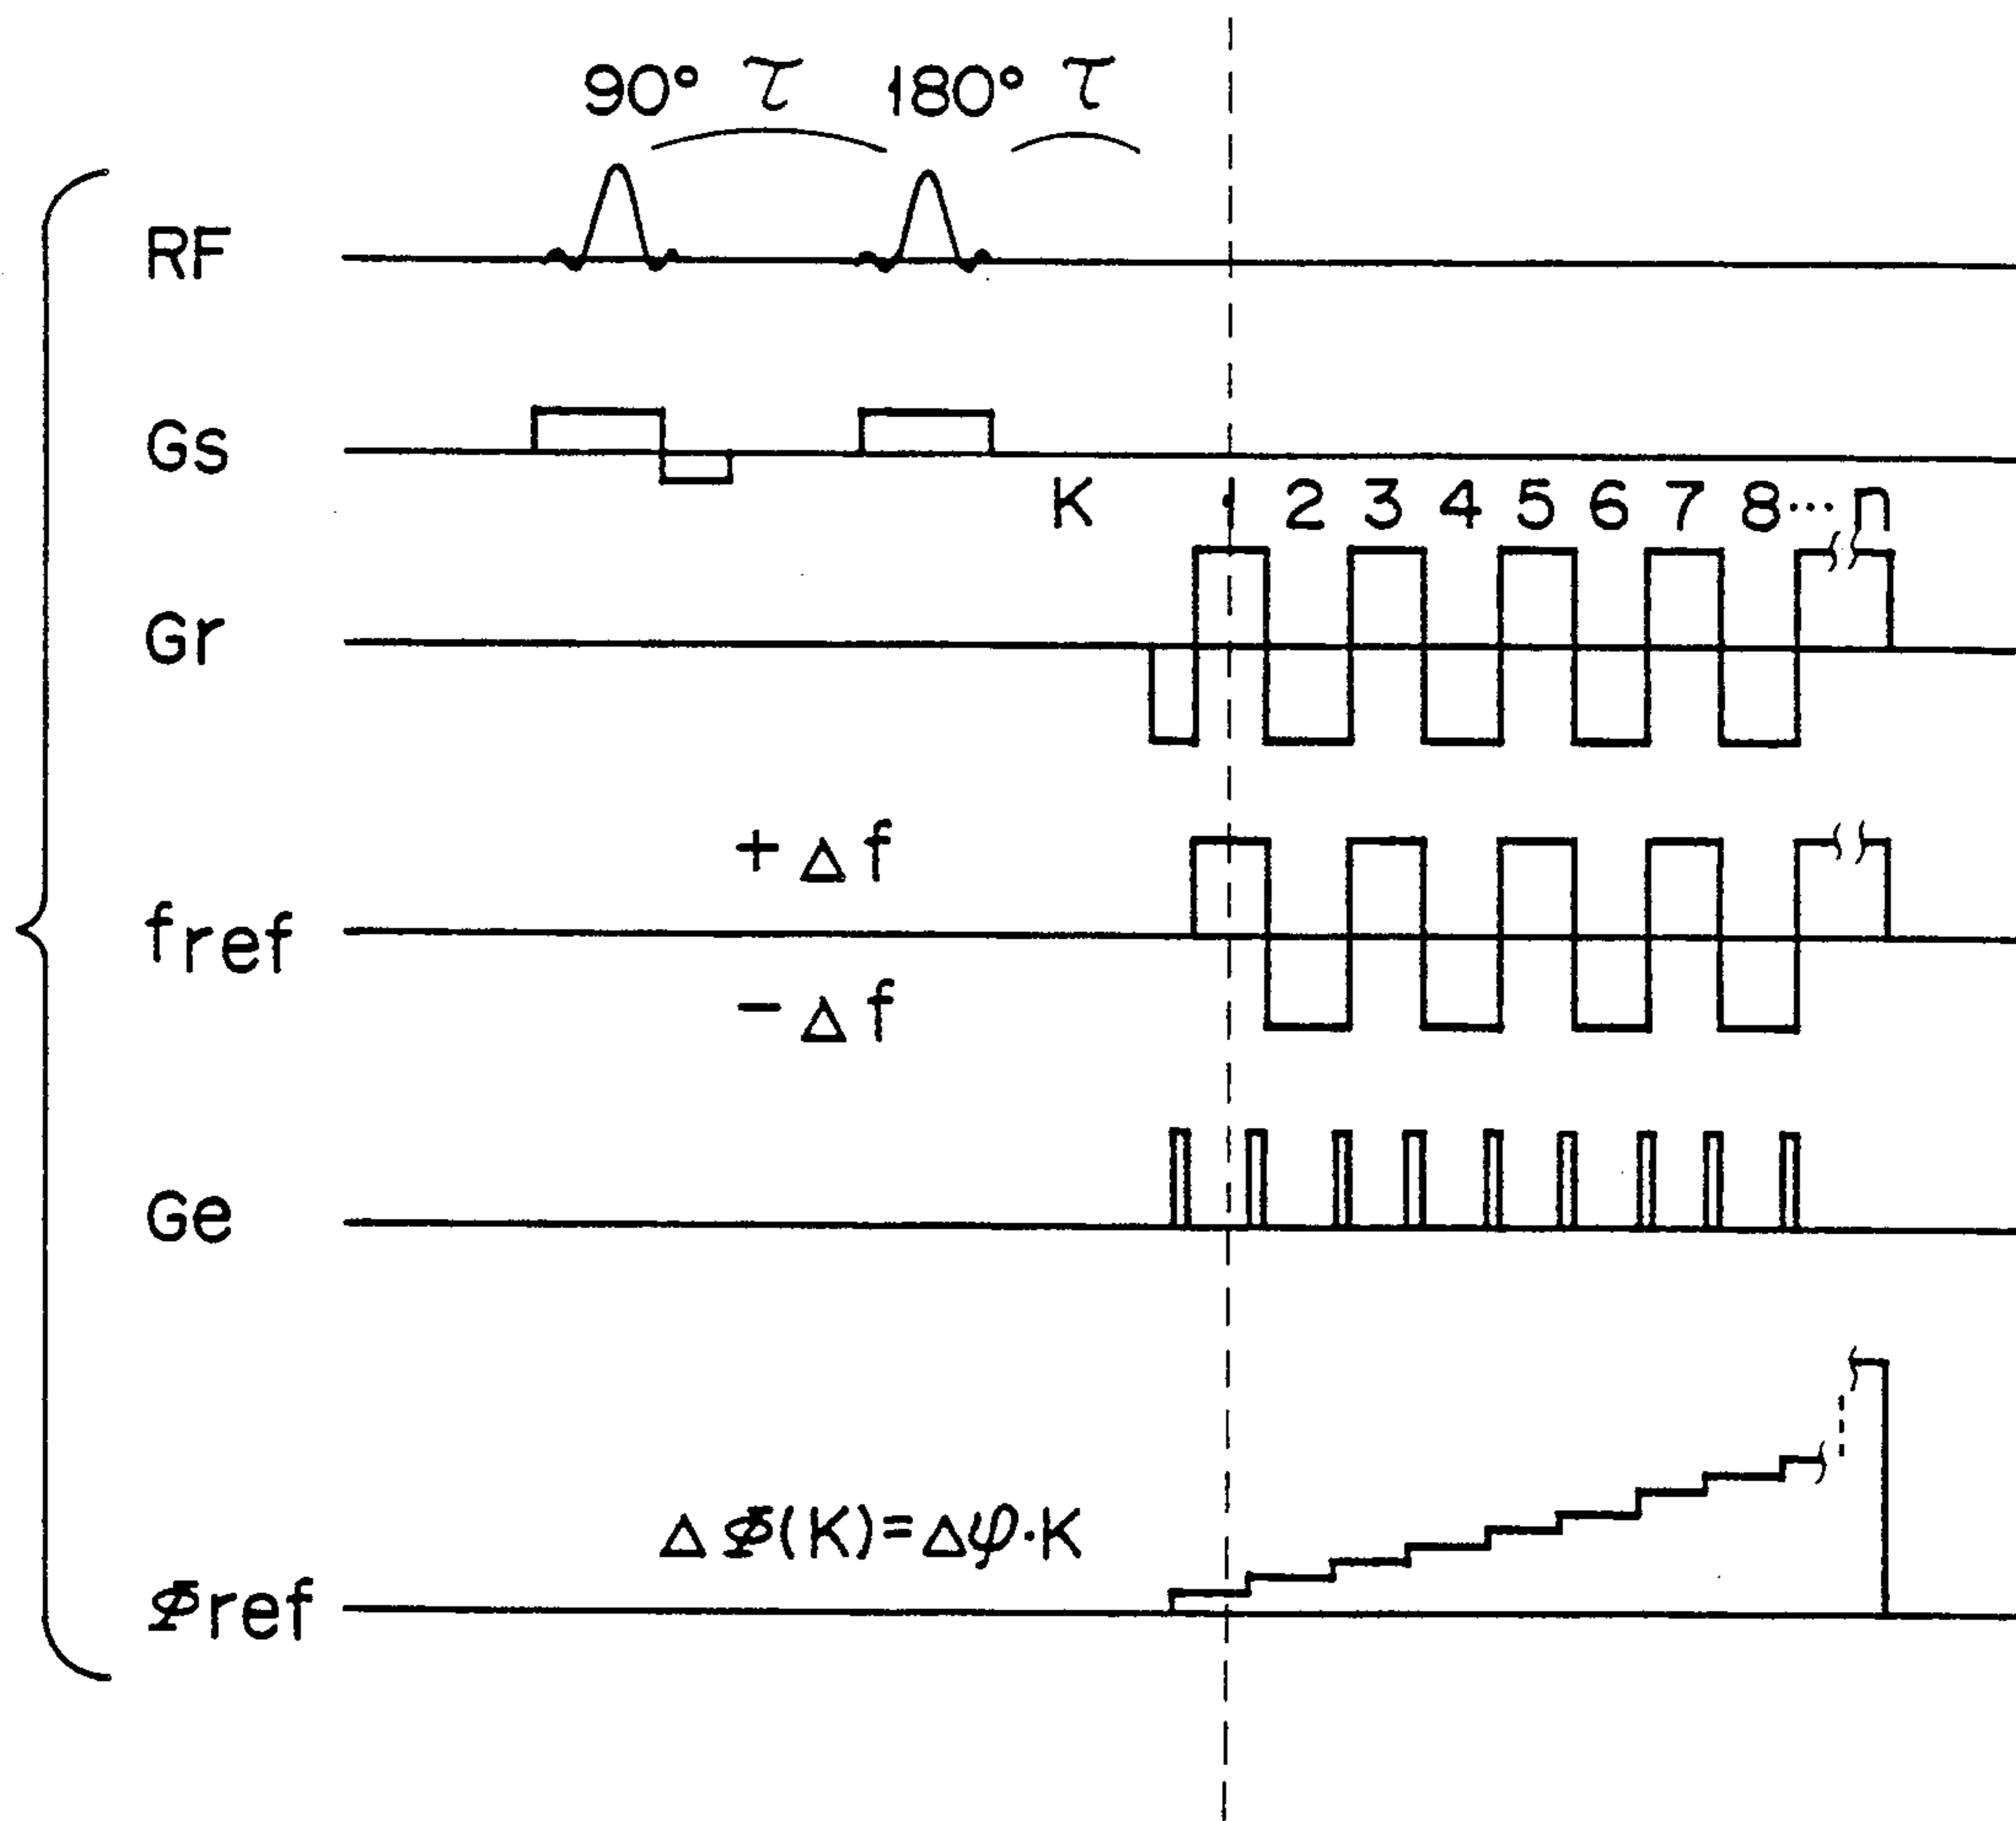 90° τ 180° τ
RF
Gs
K 1 2 3 4 5 6 7 8 ··· n
Gr
+Δf
fref
-Δf
Ge
ΔΦ(K)=Δφ·K
Φref